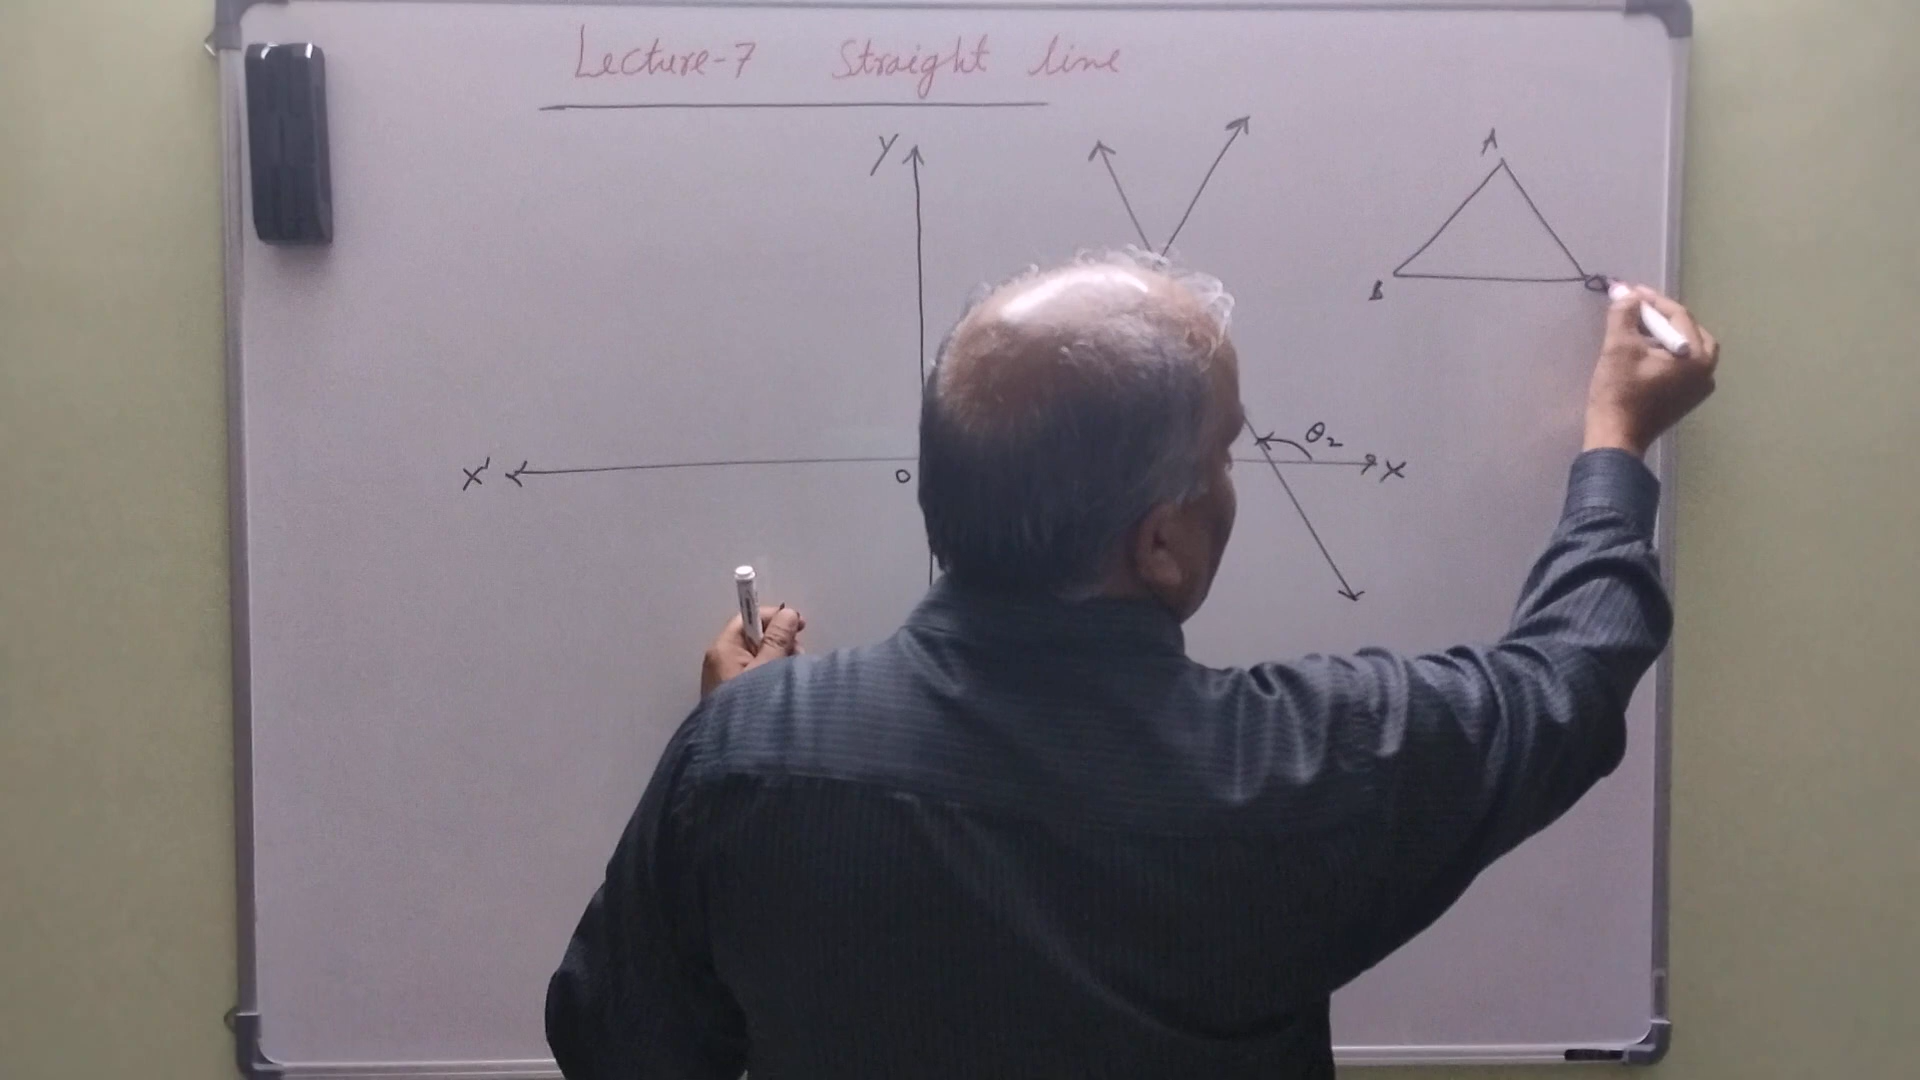 Lecture-7 Straight line
Y
A
B
θ₂
X' O X